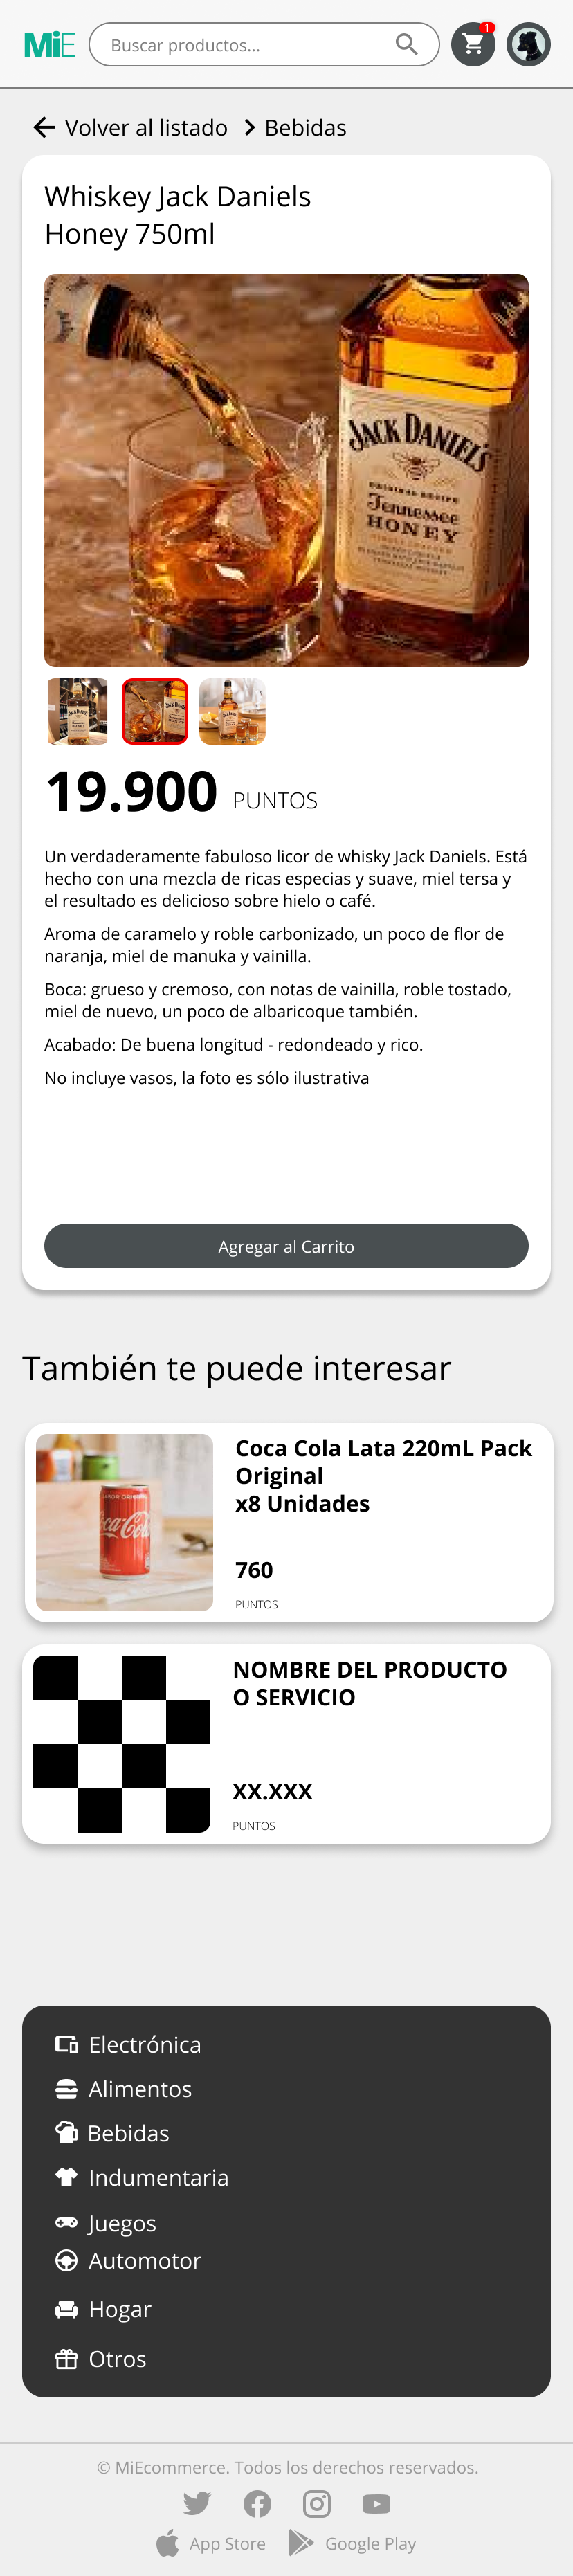 MiE
Buscar productos...
1
Volver al listado
Bebidas
Whiskey Jack Daniels
Honey 750ml
JACK DANIEL'S
ORIGINAL RECIPE
Tennessee
HONEY
19.900 PUNTOS
Un verdaderamente fabuloso licor de whisky Jack Daniels. Está
hecho con una mezcla de ricas especias y suave, miel tersa y
el resultado es delicioso sobre hielo o café.
Aroma de caramelo y roble carbonizado, un poco de flor de
naranja, miel de manuka y vainilla.
Boca: grueso y cremoso, con notas de vainilla, roble tostado,
miel de nuevo, un poco de albaricoque también.
Acabado: De buena longitud - redondeado y rico.
No incluye vasos, la foto es sólo ilustrativa
Agregar al Carrito
También te puede interesar
Coca Cola Lata 220mL Pack
Original
x8 Unidades
760
PUNTOS
NOMBRE DEL PRODUCTO
O SERVICIO
XX.XXX
PUNTOS
Electrónica
Alimentos
Bebidas
Indumentaria
Juegos
Automotor
Hogar
Otros
© MiEcommerce. Todos los derechos reservados.
App Store
Google Play